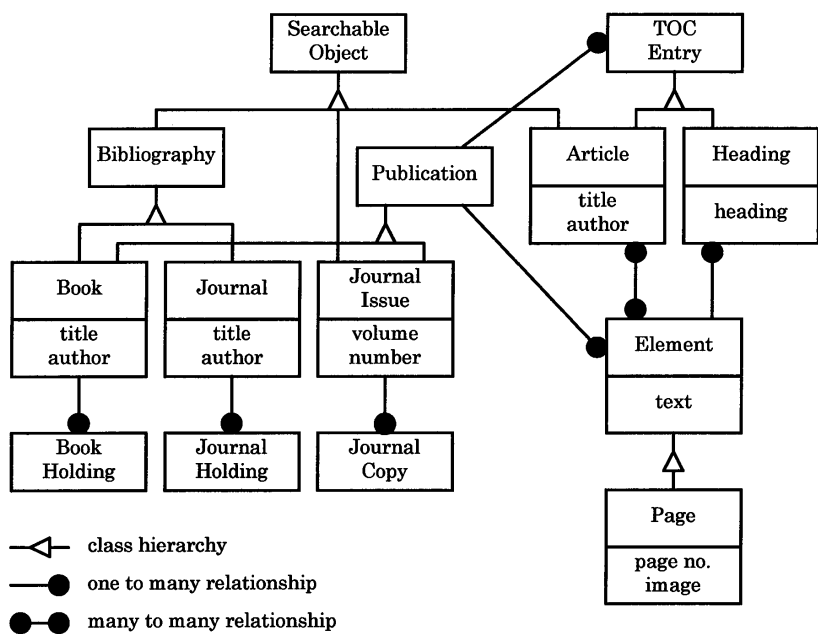 Searchable
Object
TOC
Entry
Bibliography
Publication
Article
title
author
Heading
heading
Book
title
author
Journal
title
author
Journal
Issue
volume
number
Element
text
Book
Holding
Journal
Holding
Journal
Copy
Page
page no.
image
class hierarchy
one to many relationship
many to many relationship